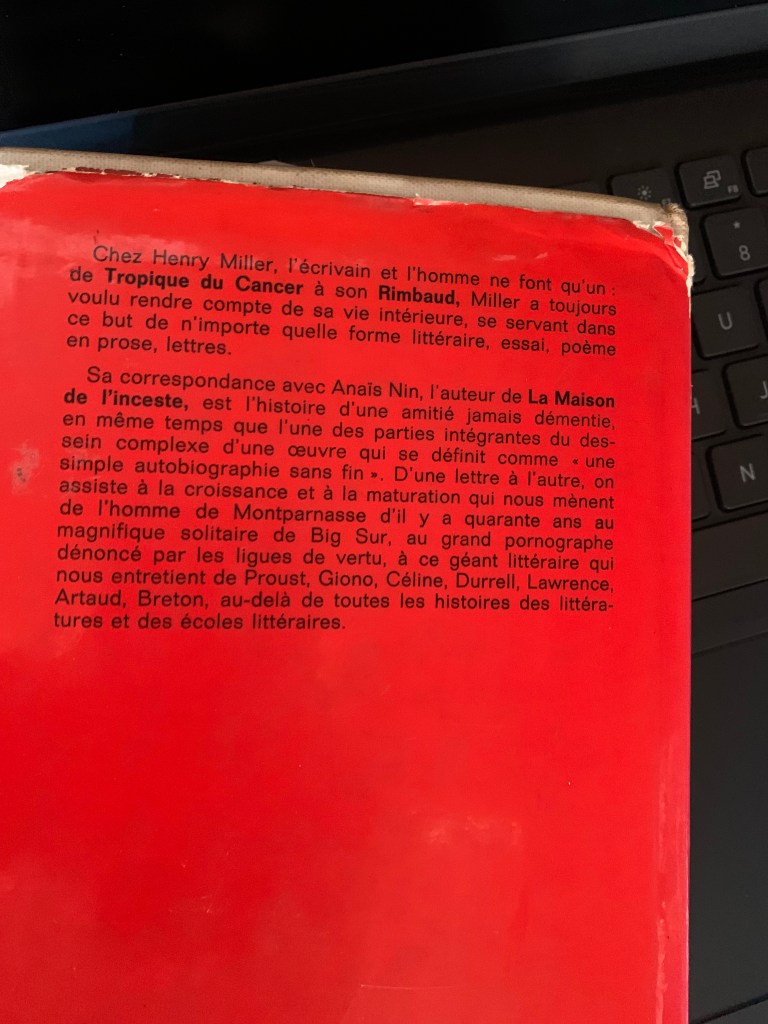 Chez Henry Miller, l'écrivain et l'homme ne font qu'un :
de Tropique du Cancer à son Rimbaud, Miller a toujours
voulu rendre compte de sa vie intérieure, se servant dans
ce but de n'importe quelle forme littéraire, essai, poème
en prose, lettres.
Sa correspondance avec Anaïs Nin, l'auteur de La Maison
de l'inceste, est l'histoire d'une amitié jamais démentie,
en même temps que l'une des parties intégrantes du des-
sein complexe d'une œuvre qui se définit comme « une
simple autobiographie sans fin ». D'une lettre à l'autre, on
assiste à la croissance et à la maturation qui nous mènent
de l'homme de Montparnasse d'il y a quarante ans au
magnifique solitaire de Big Sur, au grand pornographe
dénoncé par les ligues de vertu, à ce géant littéraire qui
nous entretient de Proust, Giono, Céline, Durrell, Lawrence,
Artaud, Breton, au-delà de toutes les histoires des littéra-
tures et des écoles littéraires.
F8
*
8
U
J
N